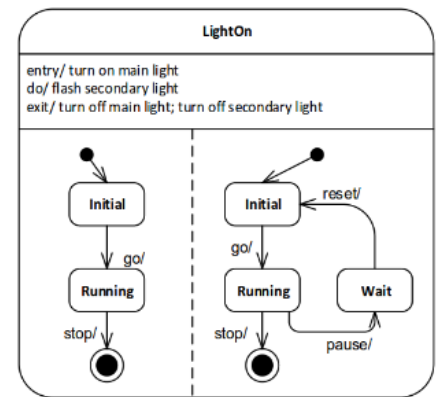 LightOn
entry/ turn on main light
do/ flash secondary light
exit/ turn off main light; turn off secondary light
Initial
go/
Running
stop/
Initial
reset/
go/
Running
Wait
stop/
pause/